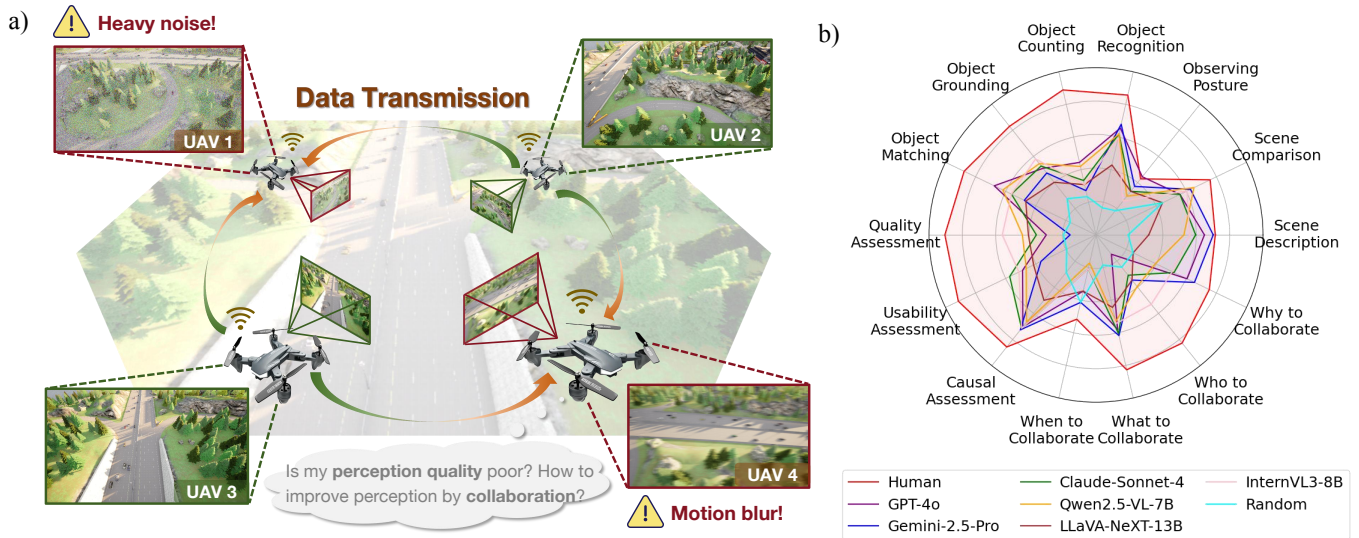 a)
Heavy noise!
UAV 1
Data Transmission
UAV 2
UAV 3
UAV 4
Motion blur!
Is my perception quality poor? How to
improve perception by collaboration?
b)
Object
Counting
Object
Recognition
Object
Grounding
Observing
Posture
Object
Matching
Scene
Comparison
Quality
Assessment
Scene
Description
Usability
Assessment
Why to
Collaborate
Causal
Assessment
Who to
Collaborate
When to
Collaborate
What to
Collaborate
Human
GPT-4o
Gemini-2.5-Pro
Claude-Sonnet-4
Qwen2.5-VL-7B
LLaVA-NeXT-13B
InternVL3-8B
Random